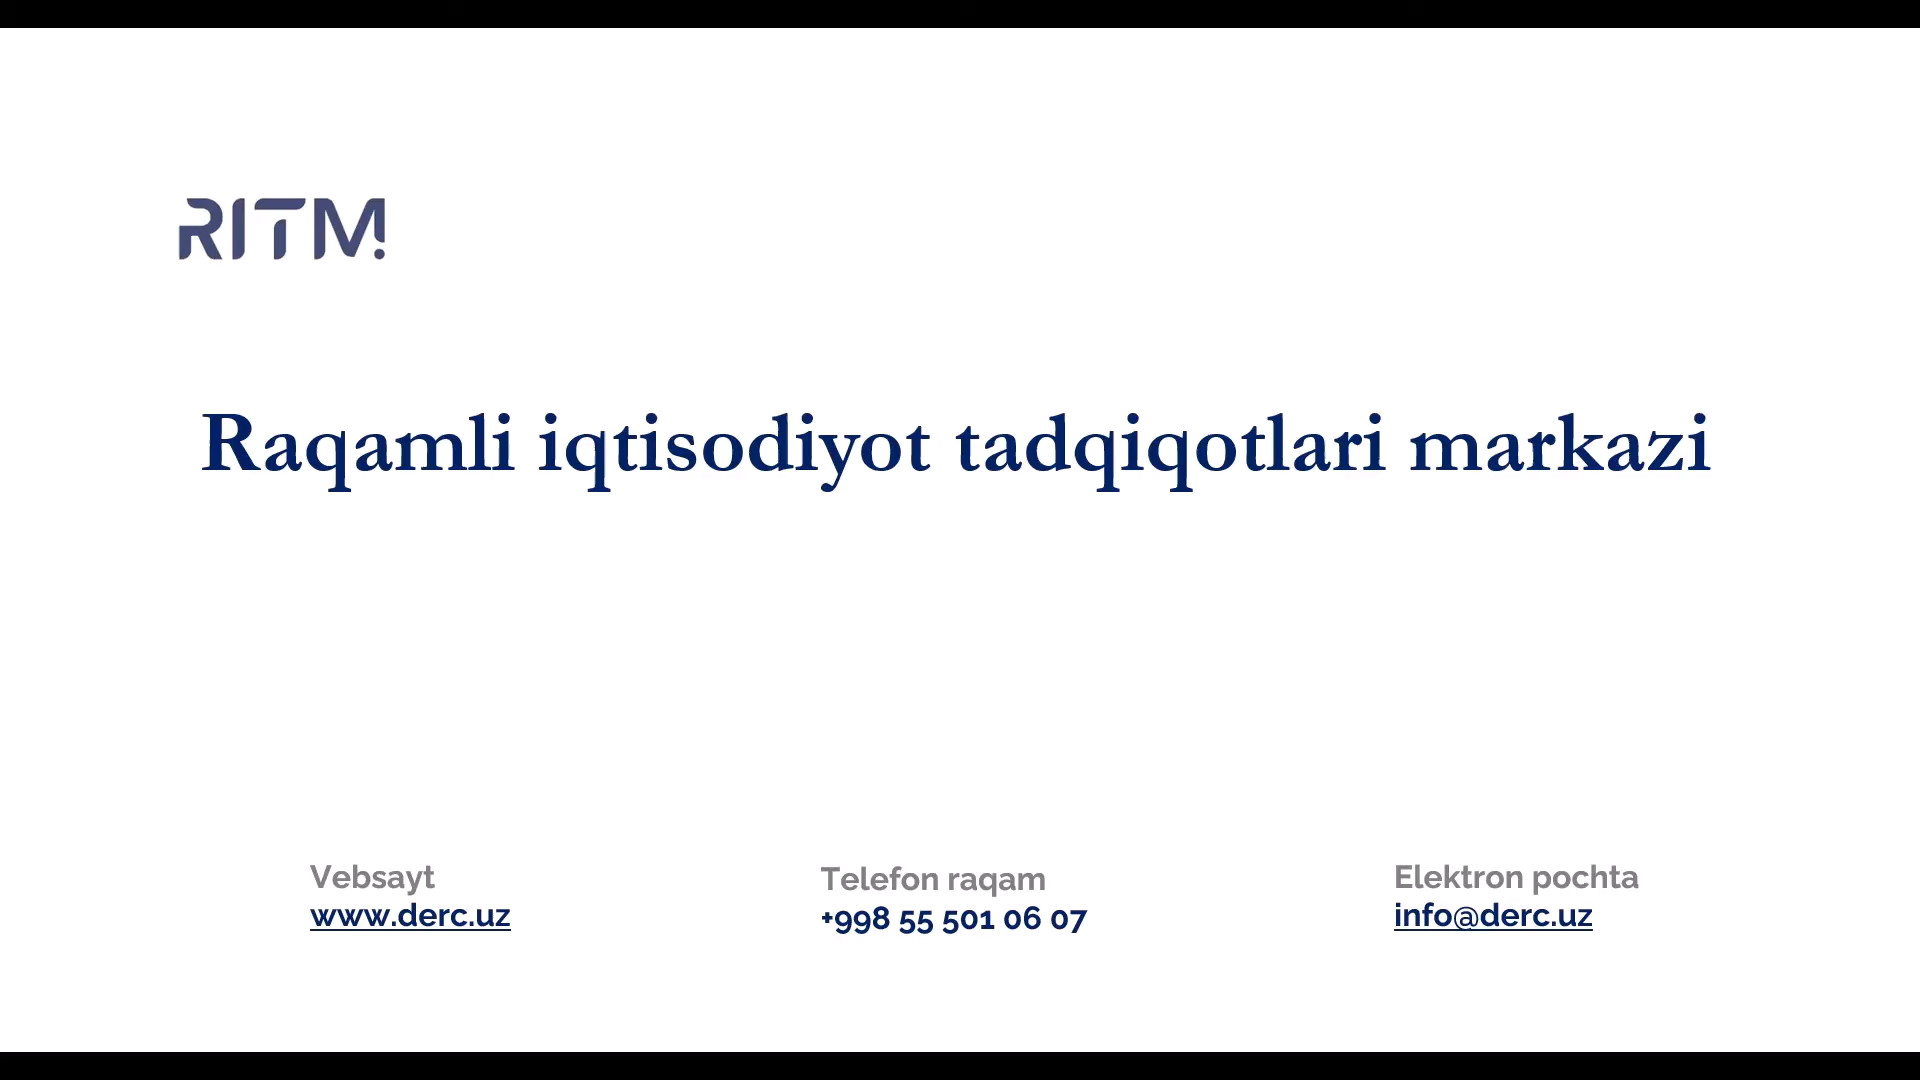 RITM
Raqamli iqtisodiyot tadqiqotlari markazi
Vebsayt
www.derc.uz
Telefon raqam
+998 55 501 06 07
Elektron pochta
info@derc.uz